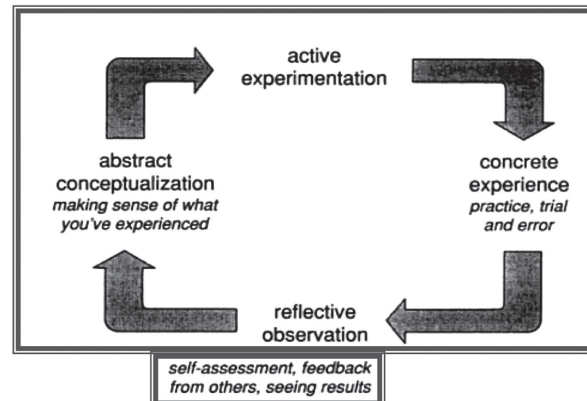 active
experimentation
abstract
conceptualization
making sense of what
you've experienced
concrete
experience
practice, trial
and error
reflective
observation
self-assessment, feedback
from others, seeing results